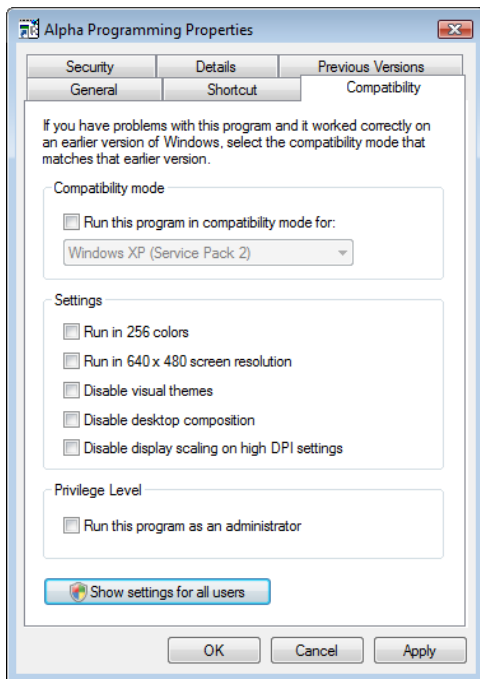 Alpha Programming Properties
Security Details Previous Versions
General Shortcut Compatibility
If you have problems with this program and it worked correctly on
an earlier version of Windows, select the compatibility mode that
matches that earlier version.
Compatibility mode
Run this program in compatibility mode for:
Windows XP (Service Pack 2)
Settings
Run in 256 colors
Run in 640 x 480 screen resolution
Disable visual themes
Disable desktop composition
Disable display scaling on high DPI settings
Privilege Level
Run this program as an administrator
Show settings for all users
OK Cancel Apply